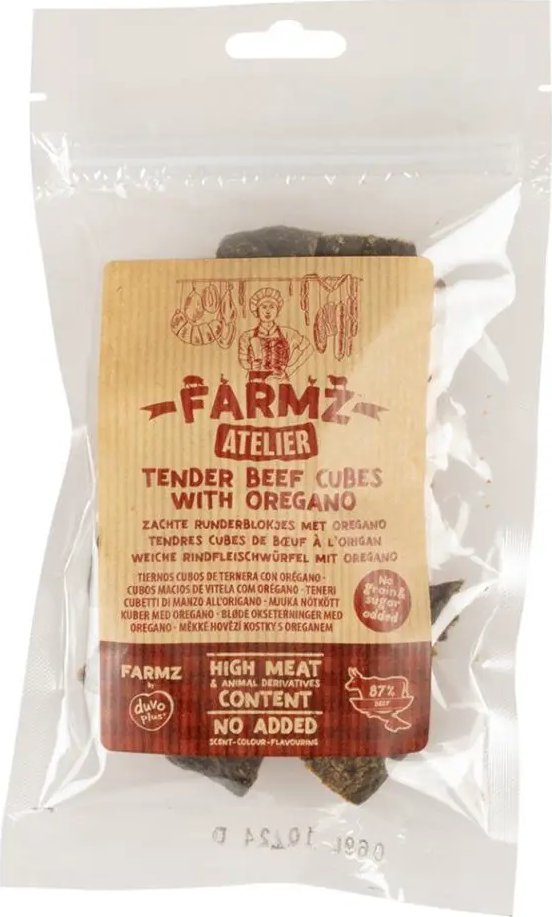 FARMZ
ATELIER
TENDER BEEF CUBES
WITH OREGANO
ZACHTE RUNDERBLOKJES MET OREGANO
TENDRES CUBES DE BŒUF À L'ORIGAN
WEICHE RINDFLEISCHWÜRFEL MIT OREGANO
TIERNOS CUBOS DE TERNERA CON ORÉGANO ·
CUBOS MACIOS DE VITELA COM ORÉGANO · TENERI
CUBETTI DI MANZO ALL'ORIGANO · MJUKA NÖTKÖTT
KUBER MED OREGANO · BLØDE OKSETERNINGER MED
OREGANO · MĚKKÉ HOVĚZÍ KOSTKY S OREGANEM
No
grain &
sugar
added
FARMZ
by
duvo
plus+
HIGH MEAT
& ANIMAL DERIVATIVES
CONTENT
NO ADDED
SCENT-COLOUR-FLAVOURING
87%
BEEF
069L 10/24 D